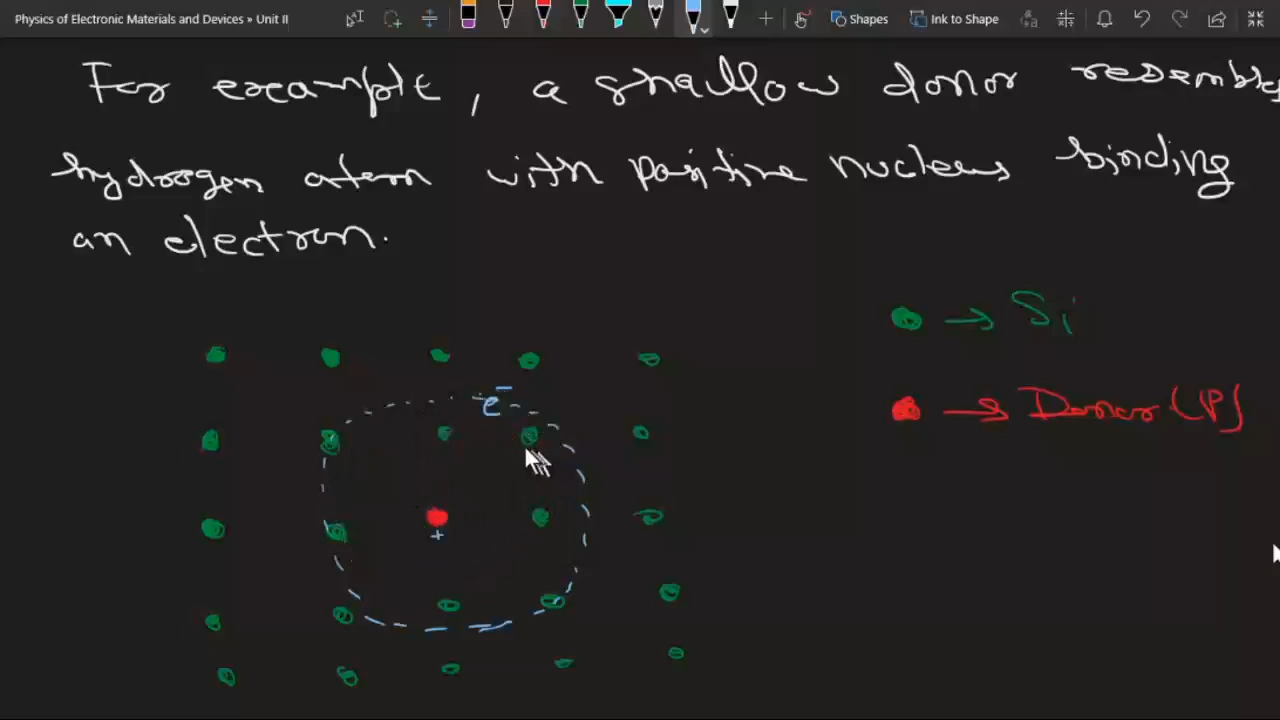 Physics of Electronic Materials and Devices » Unit II
Shapes
Ink to Shape
For example, a shallow donor resembles
hydrogen atom with positive nucleus binding
an electron.
→ Si
→ Donor (P)
e⁻
+